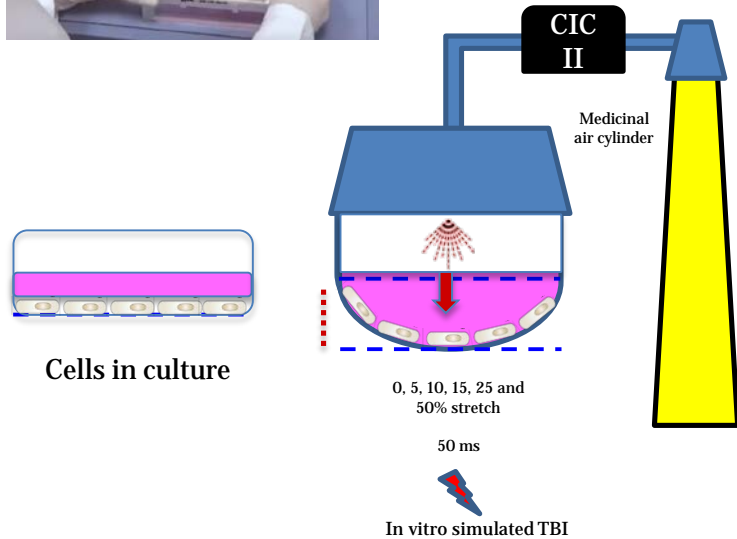 CIC
II
Medicinal
air cylinder
Cells in culture
0, 5, 10, 15, 25 and
50% stretch
50 ms
In vitro simulated TBI